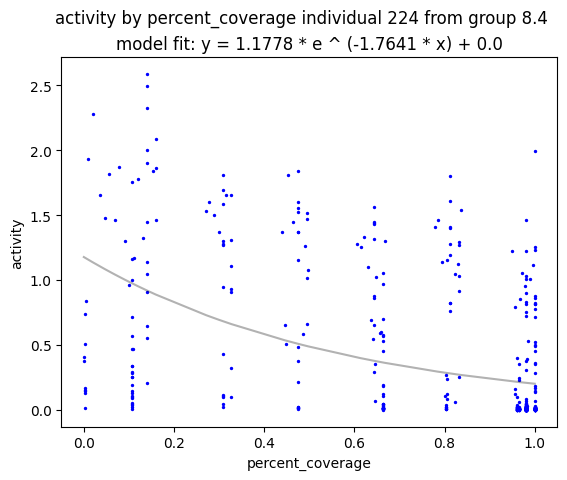 activity by percent_coverage individual 224 from group 8.4
model fit: y = 1.1778 * e ^ (-1.7641 * x) + 0.0
2.5
2.0
1.5
1.0
0.5
0.0
activity
0.0 0.2 0.4 0.6 0.8 1.0
percent_coverage